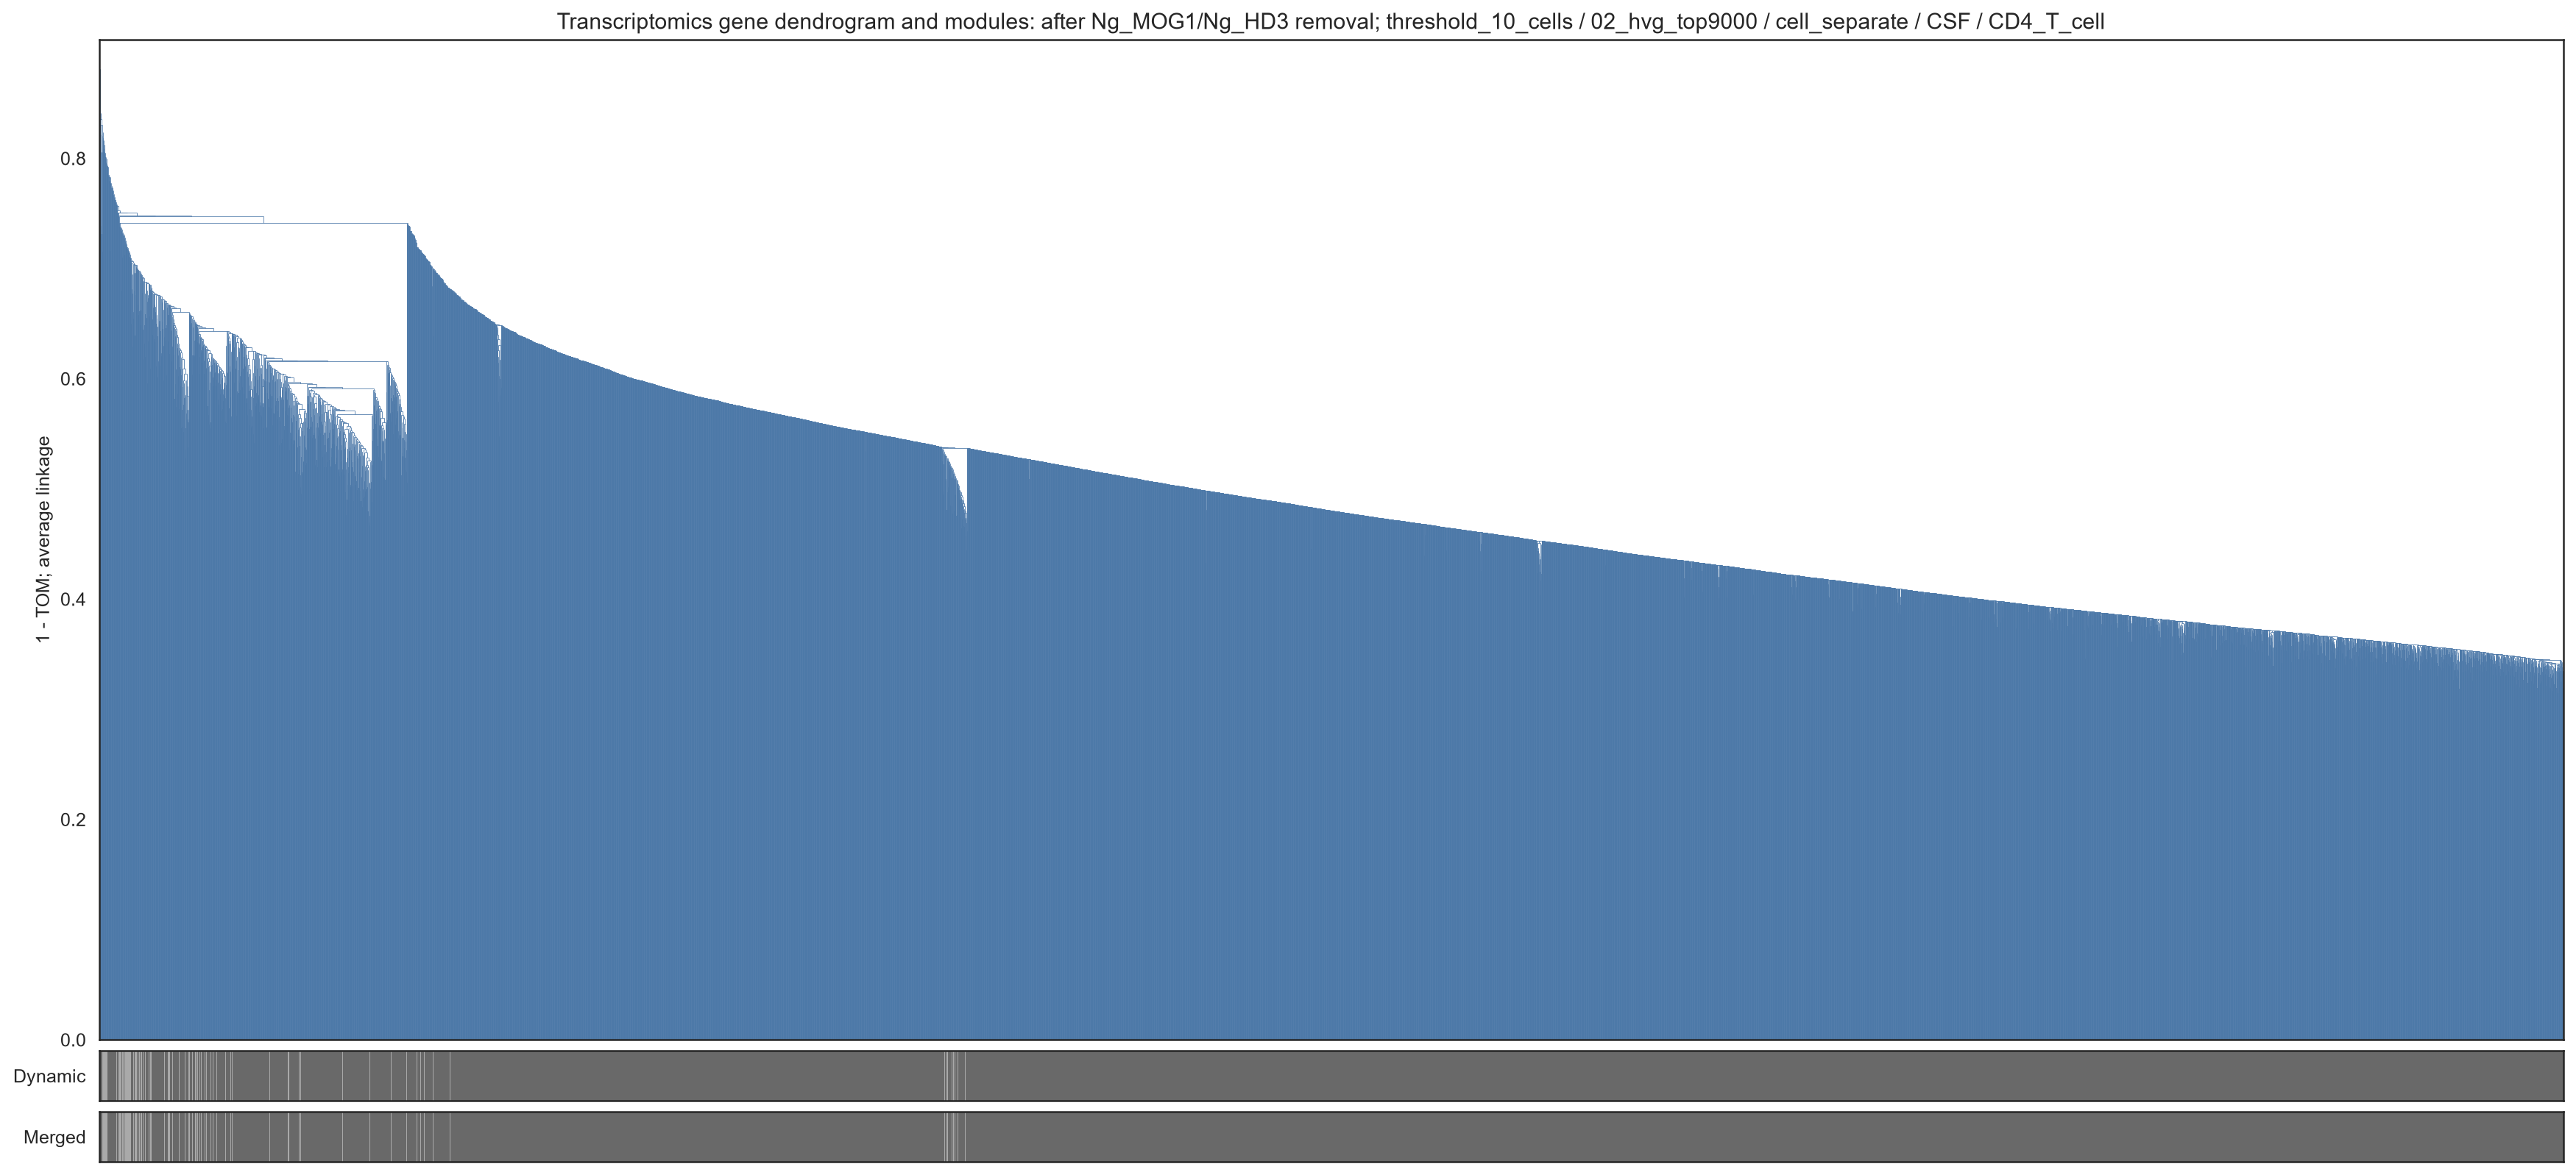 Transcriptomics gene dendrogram and modules: after Ng_MOG1/Ng_HD3 removal; threshold_10_cells / 02_hvg_top9000 / cell_separate / CSF / CD4_T_cell
1 - TOM; average linkage
0.8
0.6
0.4
0.2
0.0
Dynamic
Merged